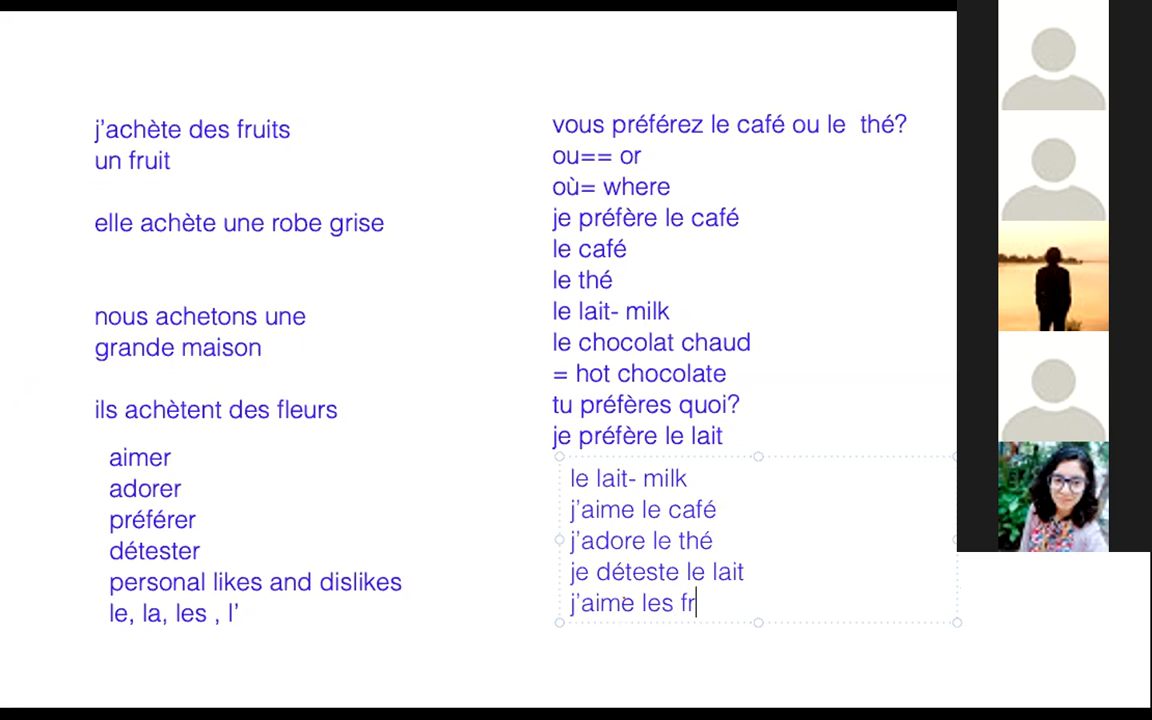 j'achète des fruits
un fruit
elle achète une robe grise
nous achetons une
grande maison
ils achètent des fleurs
aimer
adorer
préférer
détester
personal likes and dislikes
le, la, les , l'
vous préférez le café ou le  thé?
ou== or
où= where
je préfère le café
le café
le thé
le lait- milk
le chocolat chaud
= hot chocolate
tu préfères quoi?
je préfère le lait
le lait- milk
j'aime le café
j'adore le thé
je déteste le lait
j'aime les fr